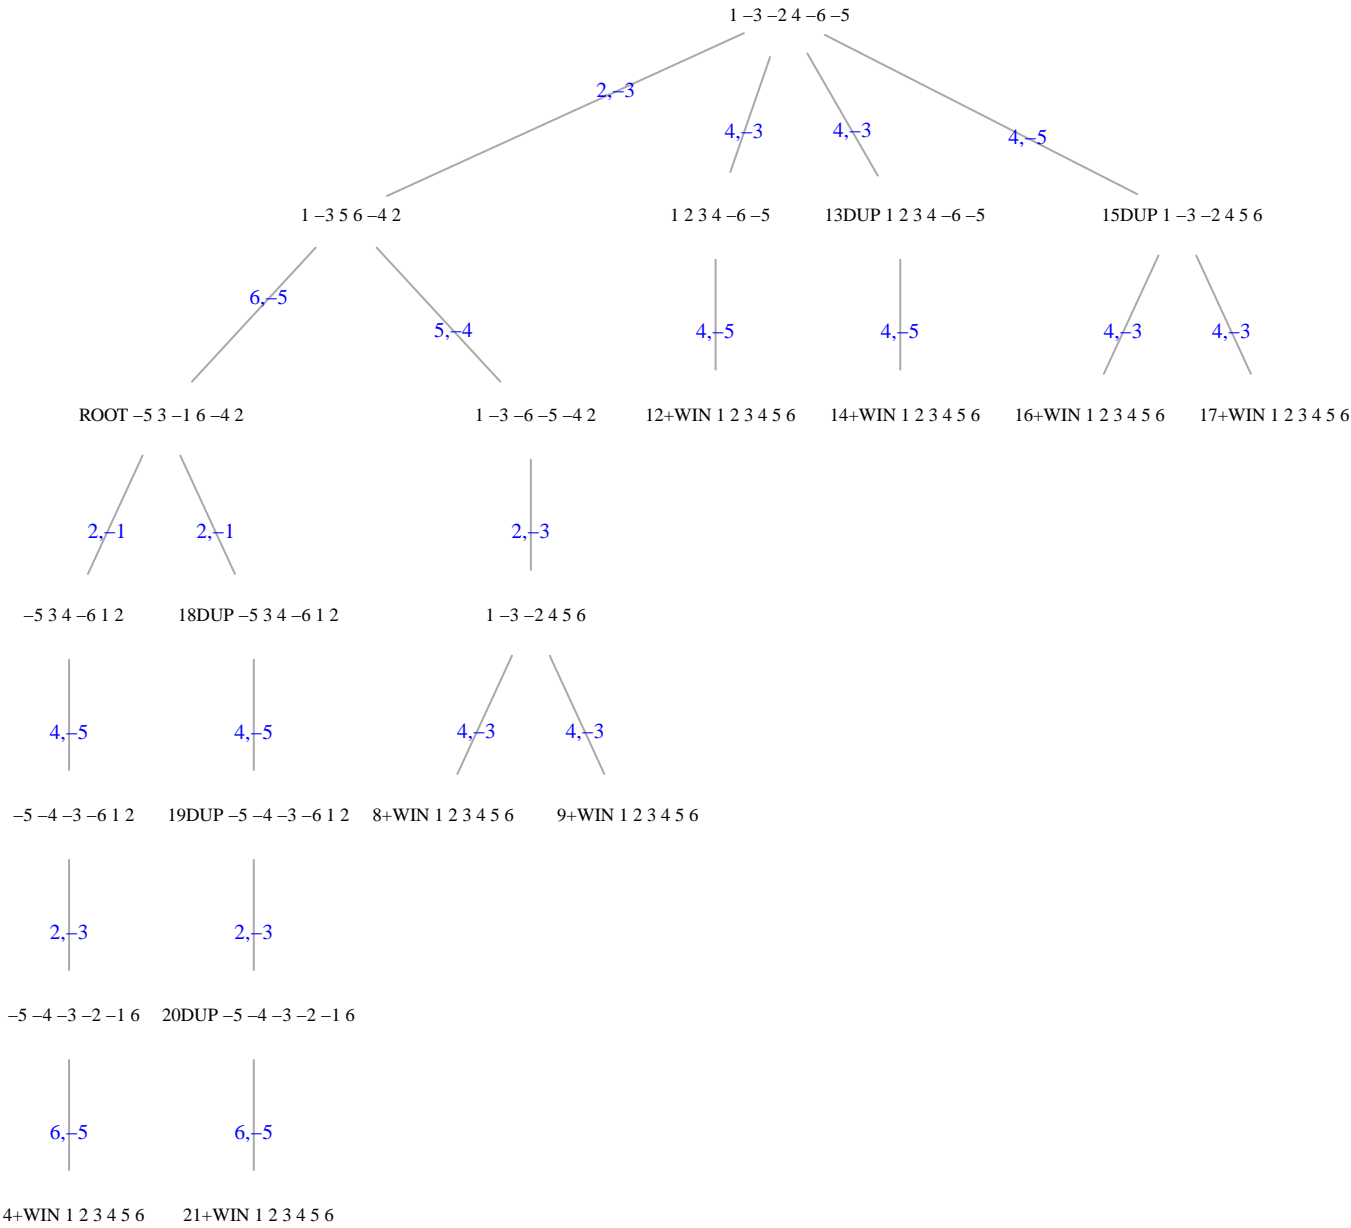 1 –3 –2 4 –6 –5
2,–3
4,–3
4,–3
4,–5
1 –3 5 6 –4 2
1 2 3 4 –6 –5
13DUP 1 2 3 4 –6 –5
15DUP 1 –3 –2 4 5 6
6,–5
5,–4
4,–5
4,–5
4,–3
4,–3
ROOT –5 3 –1 6 –4 2
1 –3 –6 –5 –4 2
12+WIN 1 2 3 4 5 6
14+WIN 1 2 3 4 5 6
16+WIN 1 2 3 4 5 6
17+WIN 1 2 3 4 5 6
2,–1
2,–1
2,–3
–5 3 4 –6 1 2
18DUP –5 3 4 –6 1 2
1 –3 –2 4 5 6
4,–5
4,–5
4,–3
4,–3
–5 –4 –3 –6 1 2
19DUP –5 –4 –3 –6 1 2
8+WIN 1 2 3 4 5 6
9+WIN 1 2 3 4 5 6
2,–3
2,–3
–5 –4 –3 –2 –1 6
20DUP –5 –4 –3 –2 –1 6
6,–5
6,–5
4+WIN 1 2 3 4 5 6
21+WIN 1 2 3 4 5 6